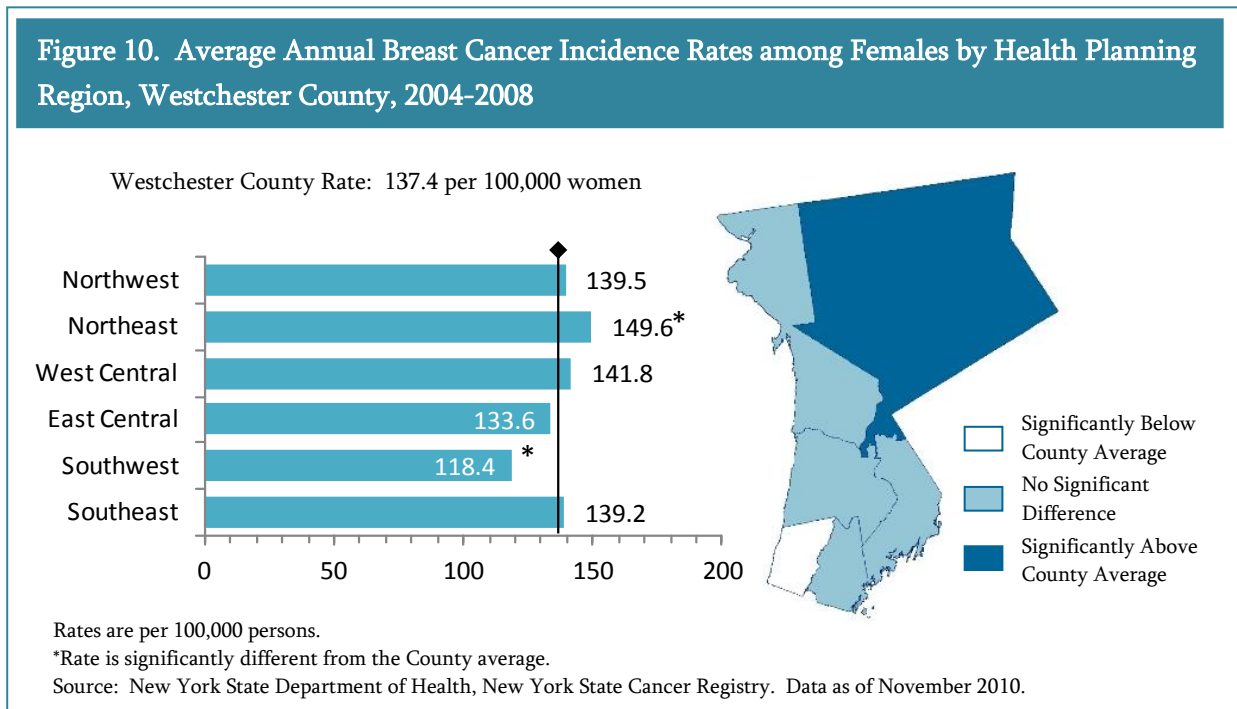 Figure 10. Average Annual Breast Cancer Incidence Rates among Females by Health Planning
Region, Westchester County, 2004-2008
Westchester County Rate: 137.4 per 100,000 women
Northwest 139.5
Northeast 149.6*
West Central 141.8
East Central 133.6
Southwest 118.4 *
Southeast 139.2
0 50 100 150 200
Significantly Below
County Average
No Significant
Difference
Significantly Above
County Average
Rates are per 100,000 persons.
*Rate is significantly different from the County average.
Source: New York State Department of Health, New York State Cancer Registry. Data as of November 2010.